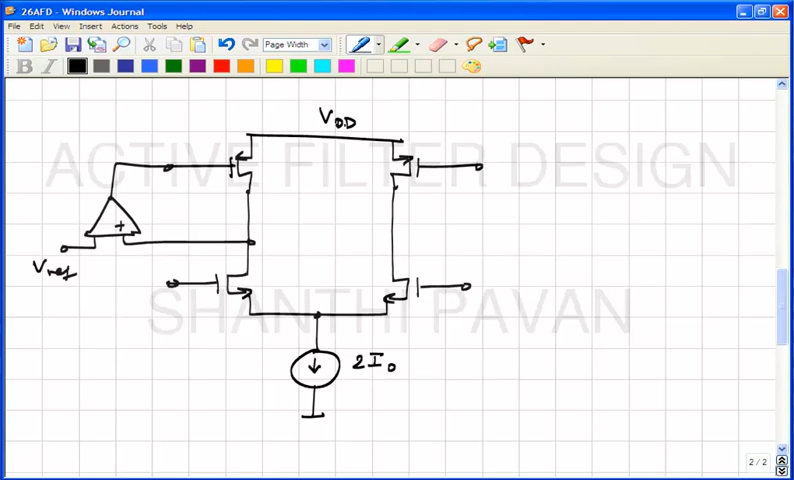 26AFD - Windows Journal
File Edit View Insert Actions Tools Help
Page Width
B I
V_DD
ACTIVE FILTER DESIGN
+
V_ref
SHANTHI PAVAN
2I_0
2 / 2